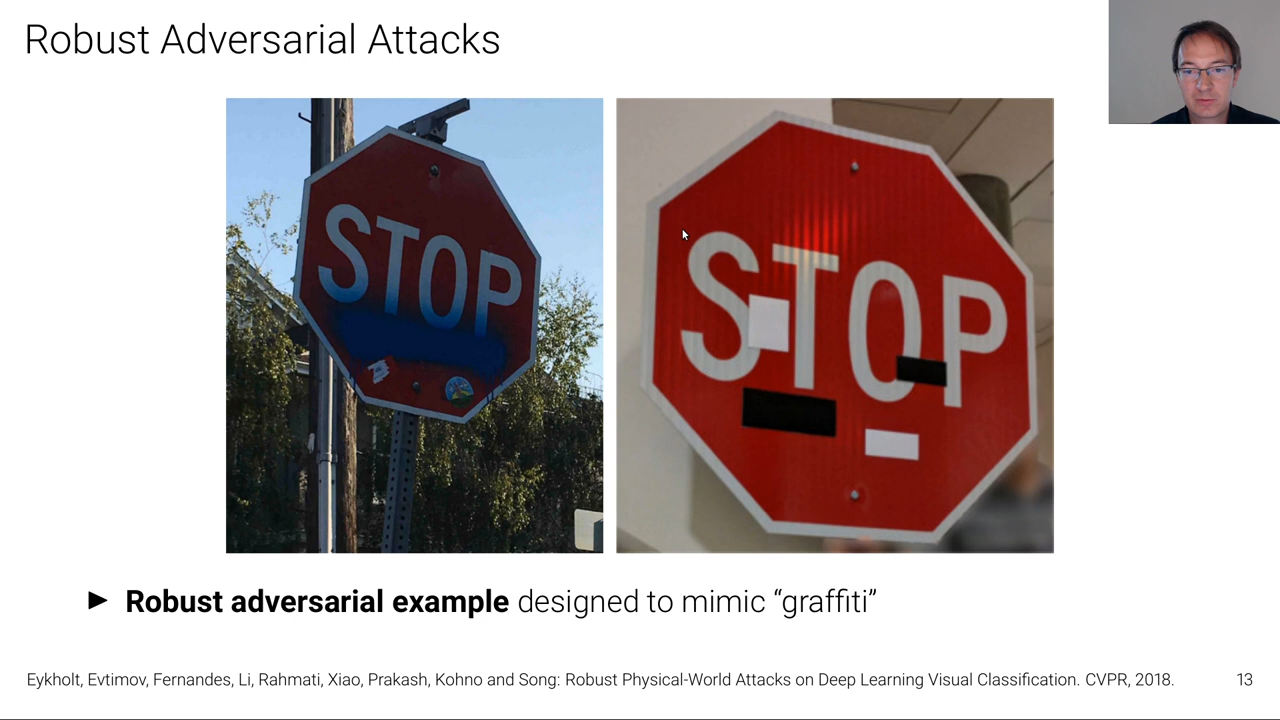 Robust Adversarial Attacks
STOP
STOP
► Robust adversarial example designed to mimic “graffiti”
Eykholt, Evtimov, Fernandes, Li, Rahmati, Xiao, Prakash, Kohno and Song: Robust Physical-World Attacks on Deep Learning Visual Classification. CVPR, 2018.
13